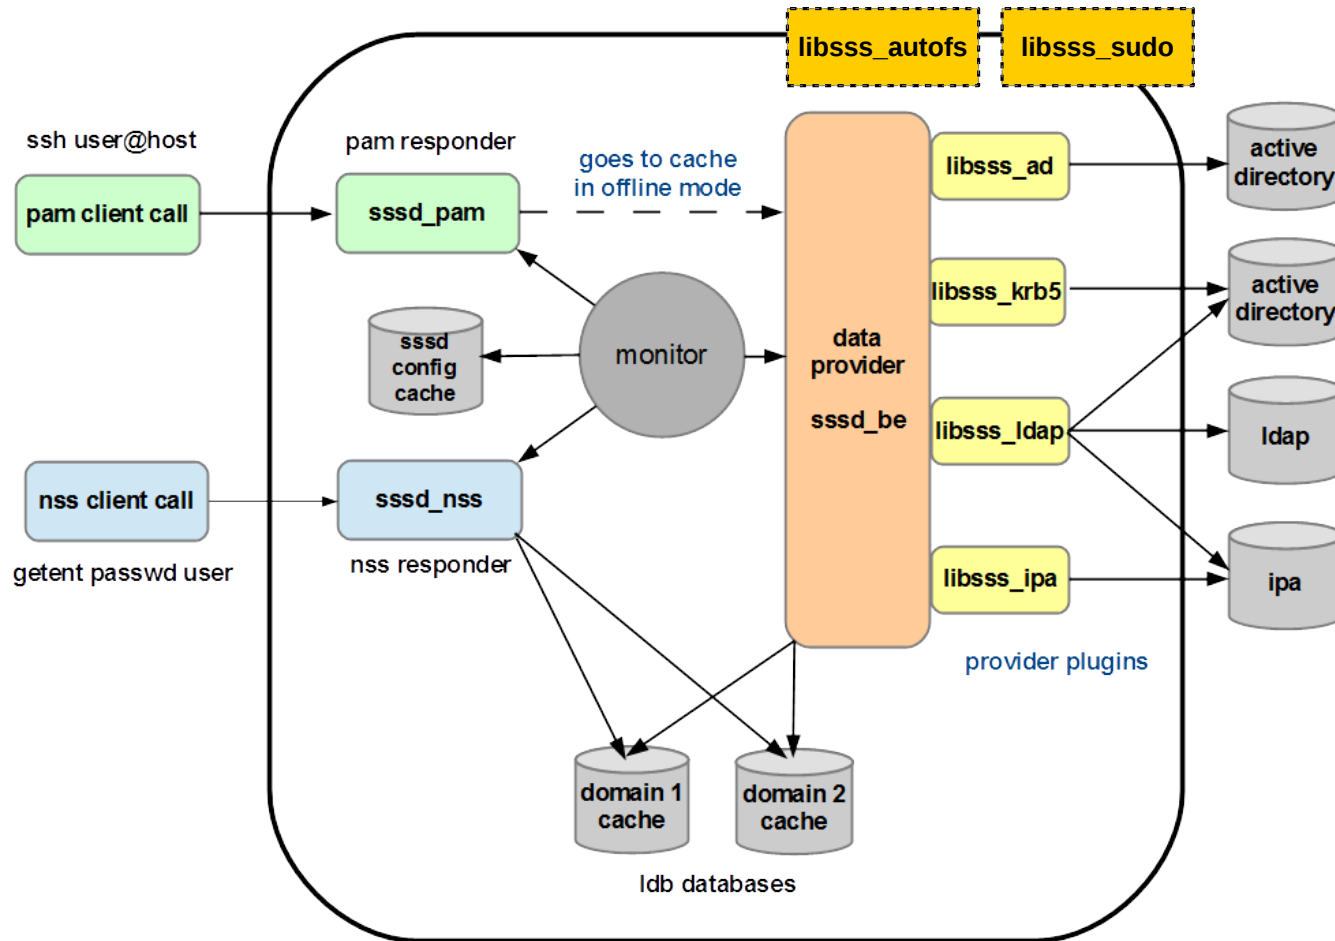 libsss_autofs
libsss_sudo
ssh user@host
pam responder
goes to cache
in offline mode
pam client call
sssd_pam
libsss_ad
active
directory
libsss_krb5
active
directory
sssd
config
cache
monitor
data
provider
sssd_be
libsss_ldap
ldap
nss client call
sssd_nss
getent passwd user
nss responder
libsss_ipa
ipa
provider plugins
domain 1
cache
domain 2
cache
ldb databases